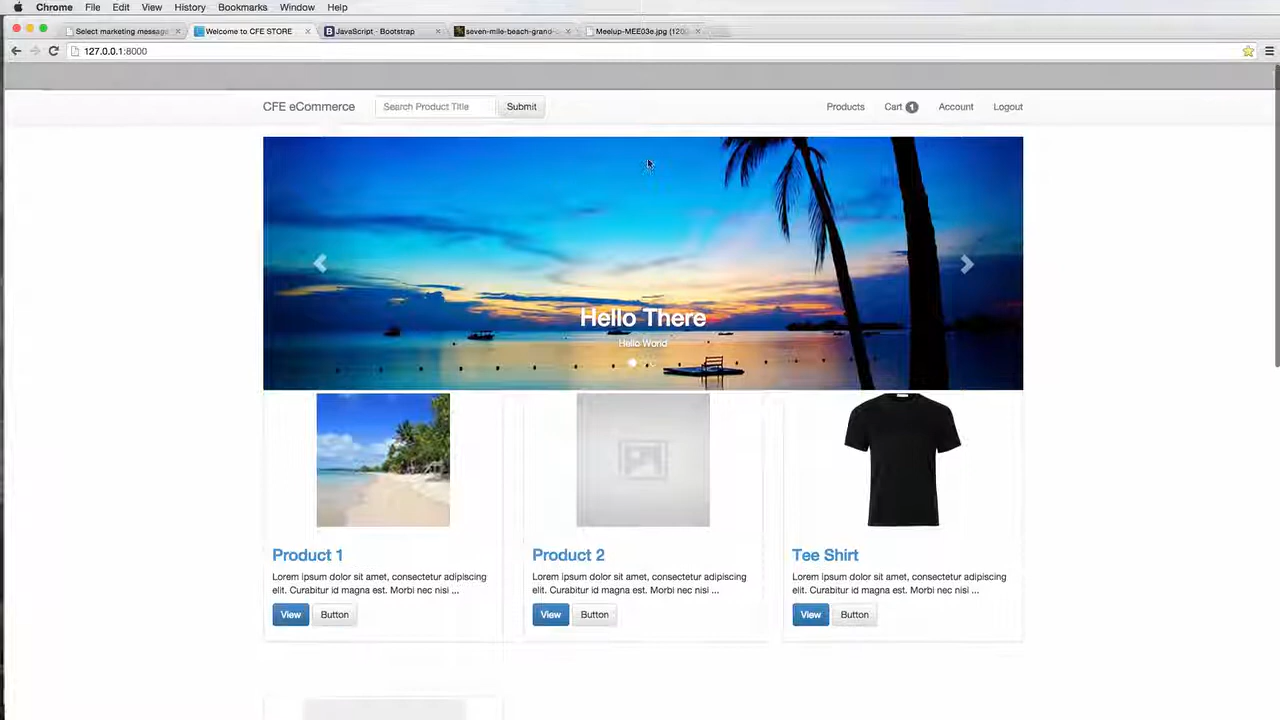 Chrome File Edit View History Bookmarks Window Help
Select marketing message
Welcome to CFE STORE
JavaScript · Bootstrap
seven-mile-beach-grand-
Meelup-MEE03e.jpg (120
127.0.0.1:8000
CFE eCommerce
Search Product Title
Submit
Products
Cart 1
Account
Logout
Hello There
Hello World
Product 1
Lorem ipsum dolor sit amet, consectetur adipiscing
elit. Curabitur id magna est. Morbi nec nisi ...
View Button
Product 2
Lorem ipsum dolor sit amet, consectetur adipiscing
elit. Curabitur id magna est. Morbi nec nisi ...
View Button
Tee Shirt
Lorem ipsum dolor sit amet, consectetur adipiscing
elit. Curabitur id magna est. Morbi nec nisi ...
View Button